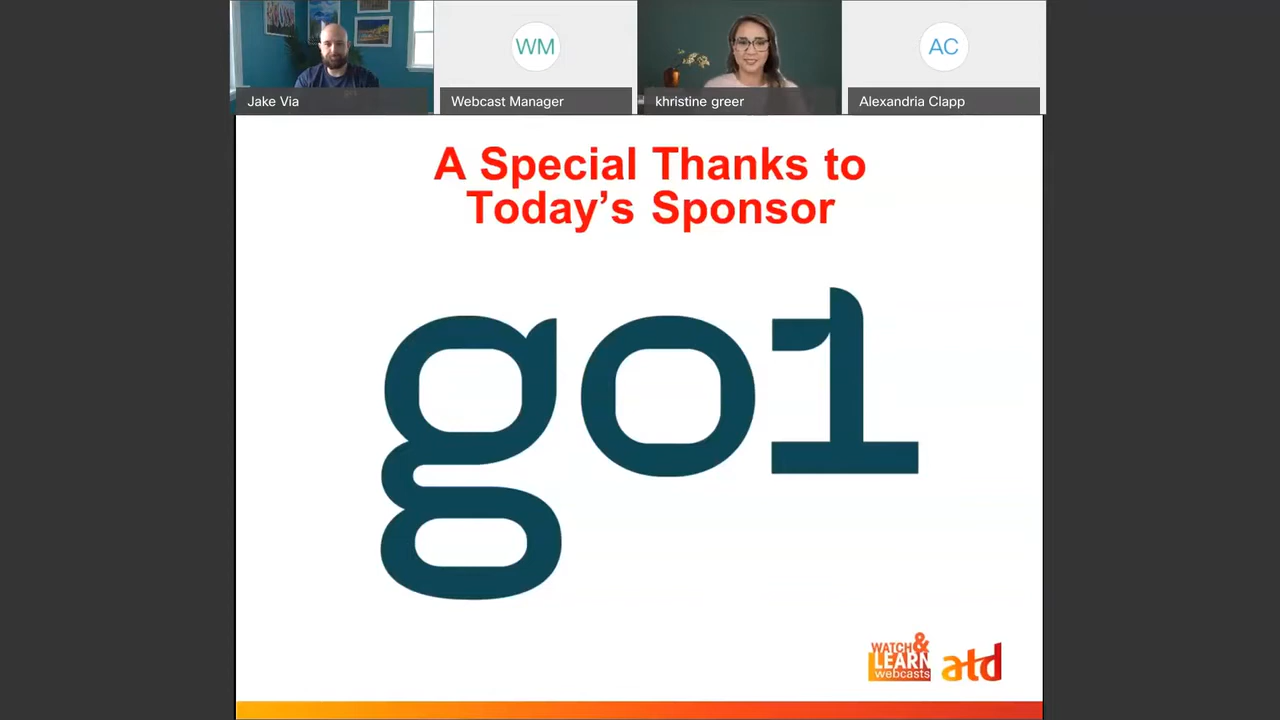 WM
AC
Jake Via
Webcast Manager
khristine greer
Alexandria Clapp
A Special Thanks to
Today's Sponsor
go1
WATCH &
LEARN
webcasts
atd